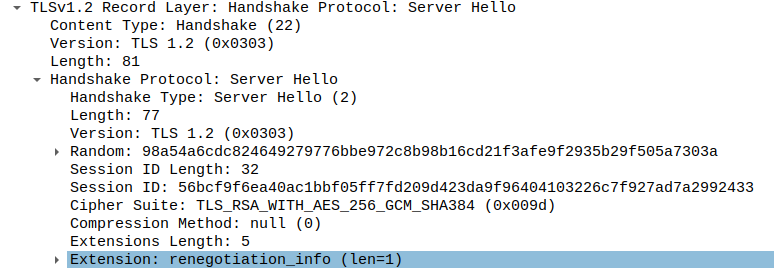 TLSv1.2 Record Layer: Handshake Protocol: Server Hello
Content Type: Handshake (22)
Version: TLS 1.2 (0x0303)
Length: 81
Handshake Protocol: Server Hello
Handshake Type: Server Hello (2)
Length: 77
Version: TLS 1.2 (0x0303)
Random: 98a54a6cdc824649279776bbe972c8b98b16cd21f3afe9f2935b29f505a7303a
Session ID Length: 32
Session ID: 56bcf9f6ea40ac1bbf05ff7fd209d423da9f96404103226c7f927ad7a2992433
Cipher Suite: TLS_RSA_WITH_AES_256_GCM_SHA384 (0x009d)
Compression Method: null (0)
Extensions Length: 5
Extension: renegotiation_info (len=1)